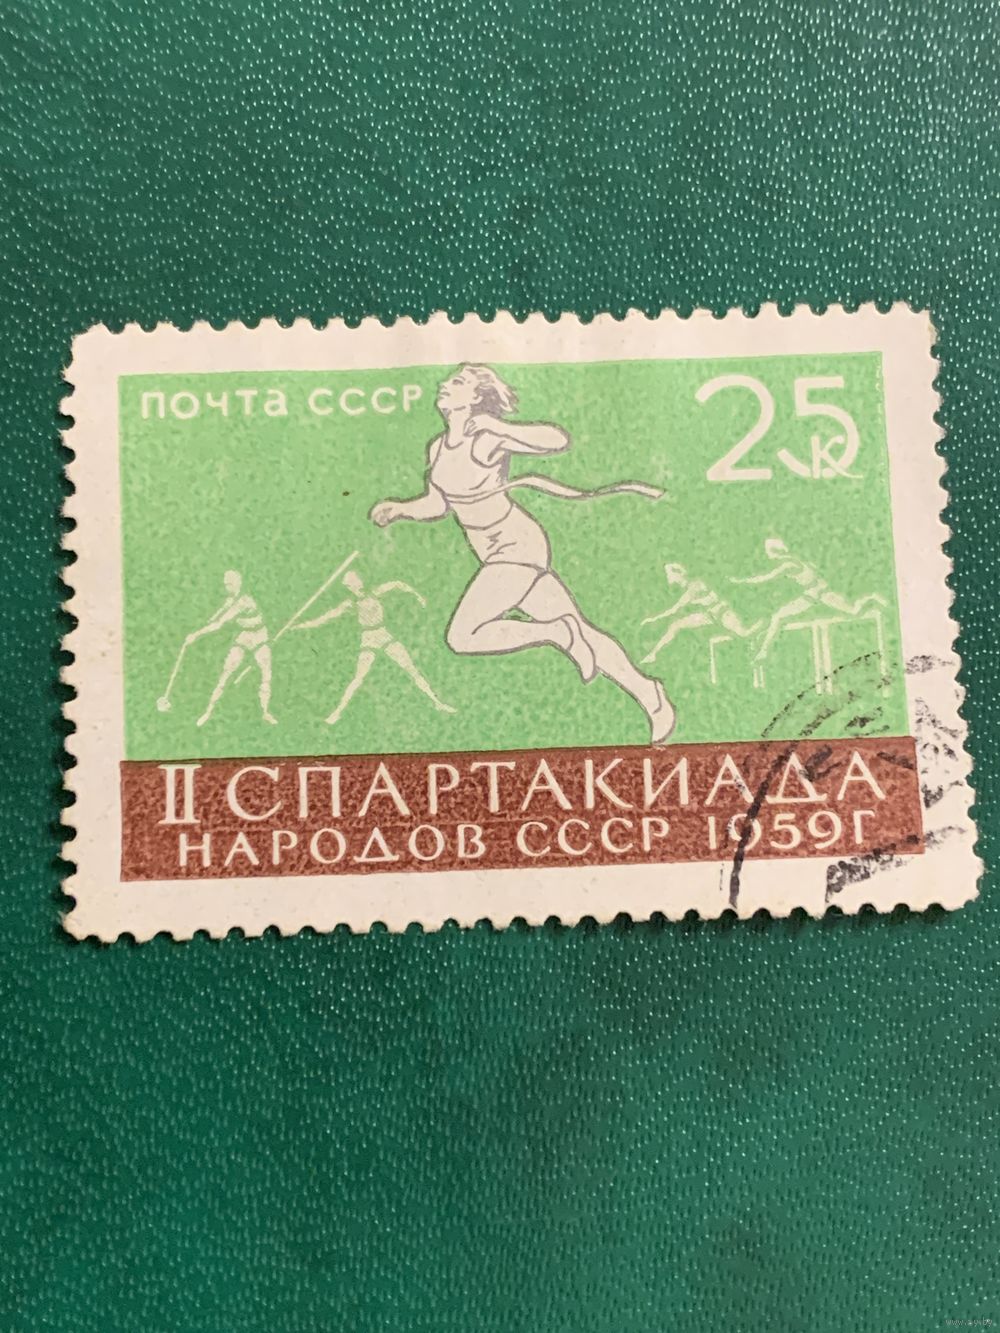 ПОЧТА СССР
25
К
II СПАРТАКИАДА
НАРОДОВ СССР 1959Г